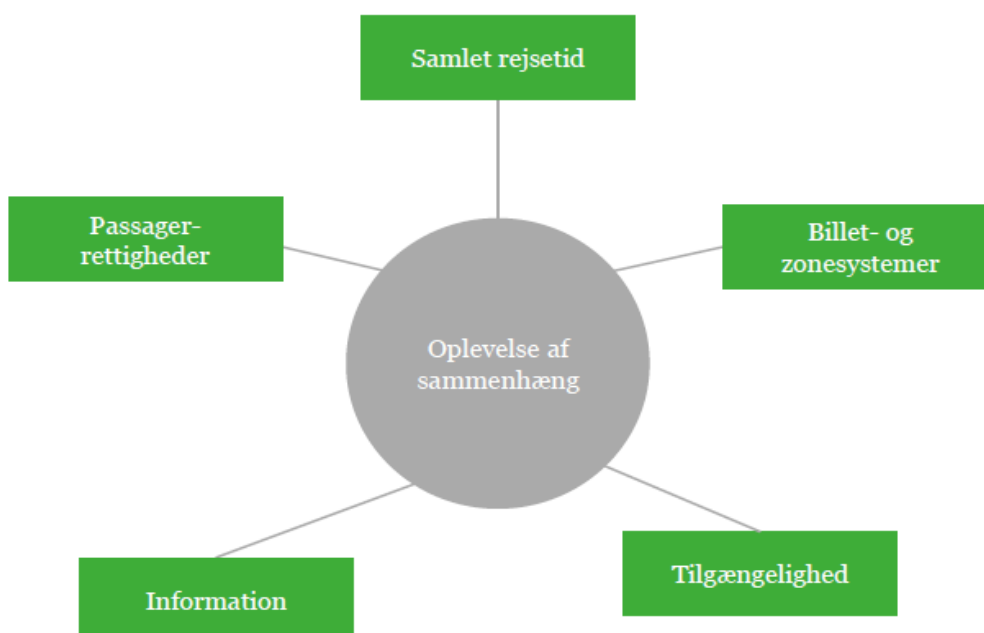 Samlet rejsetid
Passager-
rettigheder
Billet- og
zonesystemer
Oplevelse af
sammenhæng
Tilgængelighed
Information